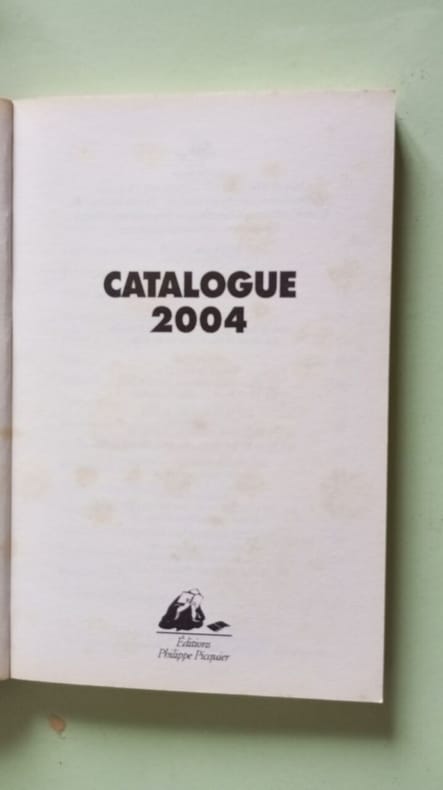 CATALOGUE
2004
Éditions
Philippe Picquier